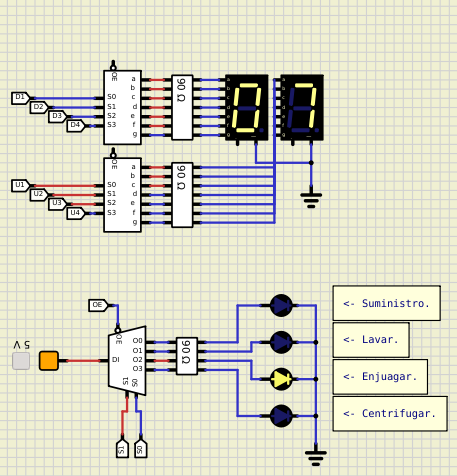 OE
a
D1
S0
b
D2
S1
c
D3
S2
d
D4
S3
e
f
g
90 Ω
OE
a
b
U1
S0
c
U2
S1
d
U3
S2
e
U4
S3
f
g
90 Ω
OE
OE
5 V
DI
O0
O1
O2
O3
S1
S0
90 Ω
S1
S0
<- Suministro.
<- Lavar.
<- Enjuagar.
<- Centrifugar.